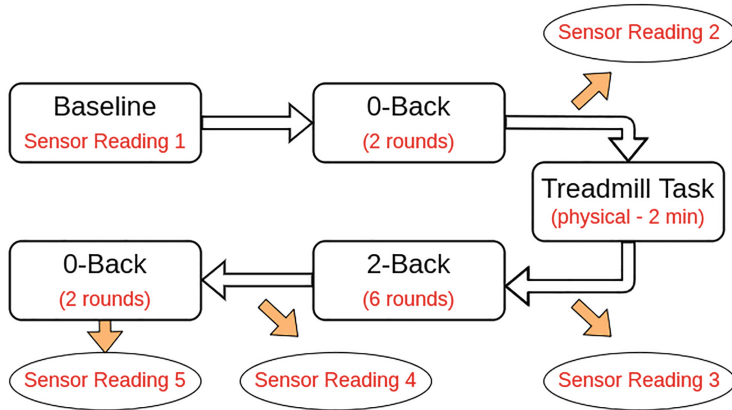 Sensor Reading 2
Baseline
Sensor Reading 1
0-Back
(2 rounds)
Treadmill Task
(physical - 2 min)
0-Back
(2 rounds)
2-Back
(6 rounds)
Sensor Reading 5
Sensor Reading 4
Sensor Reading 3